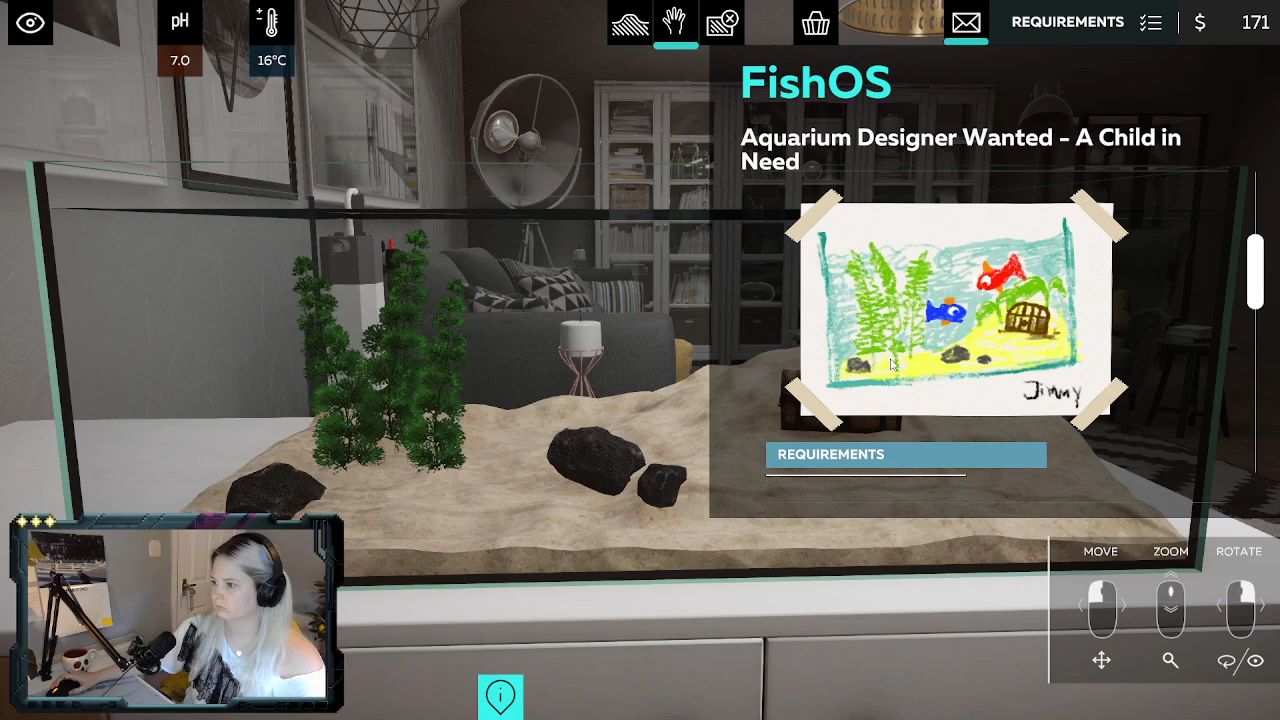 pH
7.0
16°C
REQUIREMENTS
$ 171
FishOS
Aquarium Designer Wanted - A Child in
Need
Jimmy
REQUIREMENTS
MOVE ZOOM ROTATE